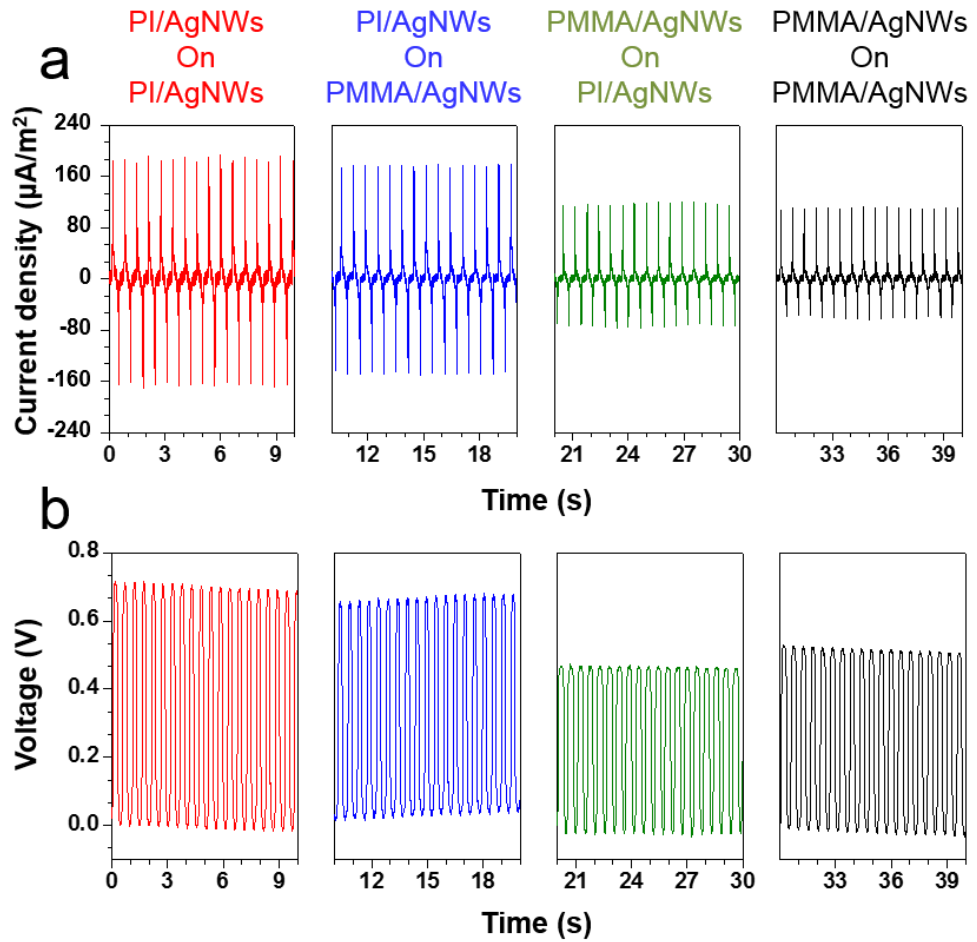 a
PI/AgNWs
On
PI/AgNWs
PI/AgNWs
On
PMMA/AgNWs
PMMA/AgNWs
On
PI/AgNWs
PMMA/AgNWs
On
PMMA/AgNWs
Current density (µA/m²)
240
160
80
0
-80
-160
-240
0 3 6 9
12 15 18
21 24 27 30
33 36 39
Time (s)
b
Voltage (V)
0.8
0.6
0.4
0.2
0.0
0 3 6 9
12 15 18
21 24 27 30
33 36 39
Time (s)